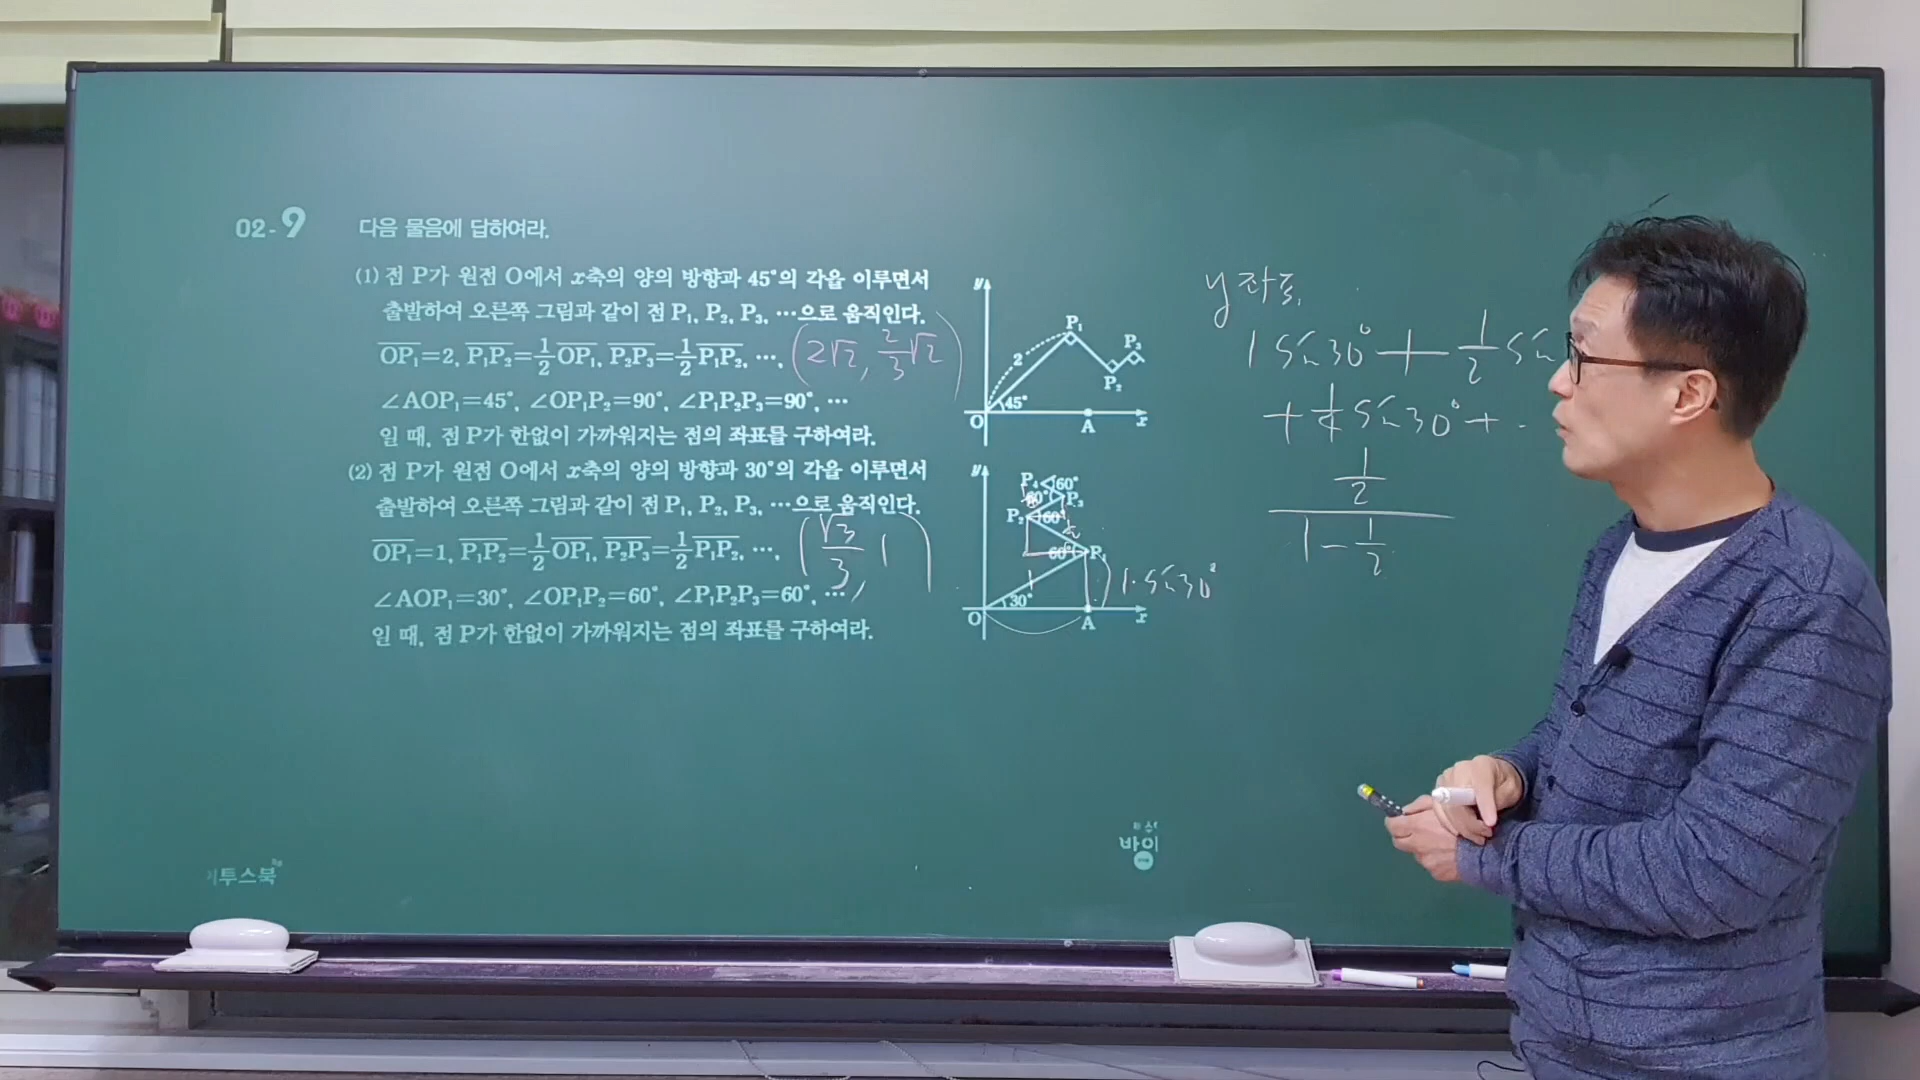 02-9 다음 물음에 답하여라.
(1) 점 P가 원점 O에서 x축의 양의 방향과 45°의 각을 이루면서
출발하여 오른쪽 그림과 같이 점 P₁, P₂, P₃, …으로 움직인다.
OP₁=2, P₁P₂=1/2 OP₁, P₂P₃=1/2 P₁P₂, …, (2√2, 2/3 √2)
∠AOP₁=45°, ∠OP₁P₂=90°, ∠P₁P₂P₃=90°, …
일 때, 점 P가 한없이 가까워지는 점의 좌표를 구하여라.
y
P₁
2
P₃
P₂
45°
O A x
(2) 점 P가 원점 O에서 x축의 양의 방향과 30°의 각을 이루면서
출발하여 오른쪽 그림과 같이 점 P₁, P₂, P₃, …으로 움직인다.
OP₁=1, P₁P₂=1/2 OP₁, P₂P₃=1/2 P₁P₂, …, (√3/3, 1)
∠AOP₁=30°, ∠OP₁P₂=60°, ∠P₁P₂P₃=60°, …,
일 때, 점 P가 한없이 가까워지는 점의 좌표를 구하여라.
y
P₄ 60°
60° P₃
P₂ 60°
60° P₁
1
30°
1·sin30°
O A x
y좌표
1 sin30° + 1/2 sin
+ 1/4 sin30° + ·
1/2
1 - 1/2
바이
이투스북